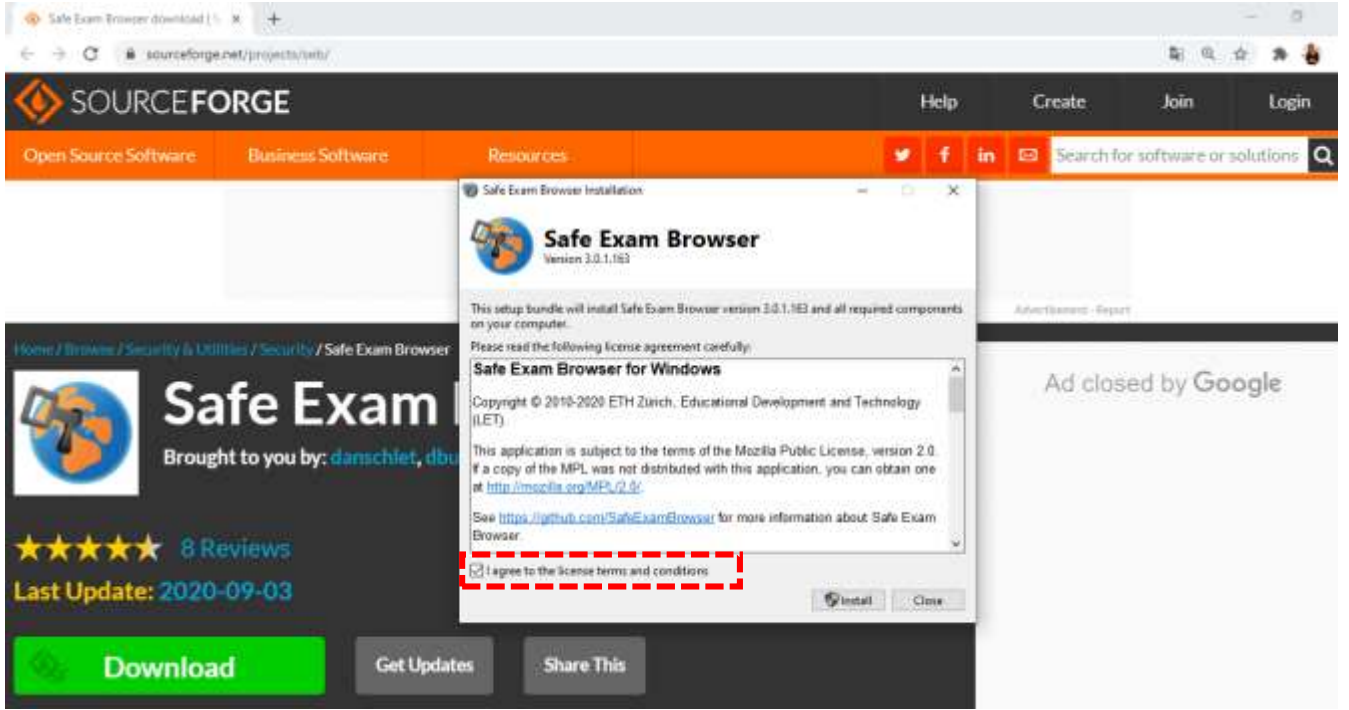 Safe Exam Browser download | S
sourceforge.net/projects/seb/
SOURCEFORGE
Help
Create
Join
Login
Open Source Software
Business Software
Resources
Search for software or solutions
Safe Exam Browser Installation
Safe Exam Browser
Version 3.0.1.163
This setup bundle will install Safe Exam Browser version 3.0.1.163 and all required components
on your computer.
Please read the following license agreement carefully:
Safe Exam Browser for Windows
Copyright © 2010-2020 ETH Zürich, Educational Development and Technology
(LET)
This application is subject to the terms of the Mozilla Public License, version 2.0.
If a copy of the MPL was not distributed with this application, you can obtain one
at http://mozilla.org/MPL/2.0/.
See https://github.com/SafeExamBrowser for more information about Safe Exam
Browser.
I agree to the license terms and conditions
Install
Close
Advertisement - Report
Home / Browse / Security & Utilities / Security / Safe Exam Browser
Safe Exam
Brought to you by: danschlet, dbu
8 Reviews
Last Update: 2020-09-03
Download
Get Updates
Share This
Ad closed by Google